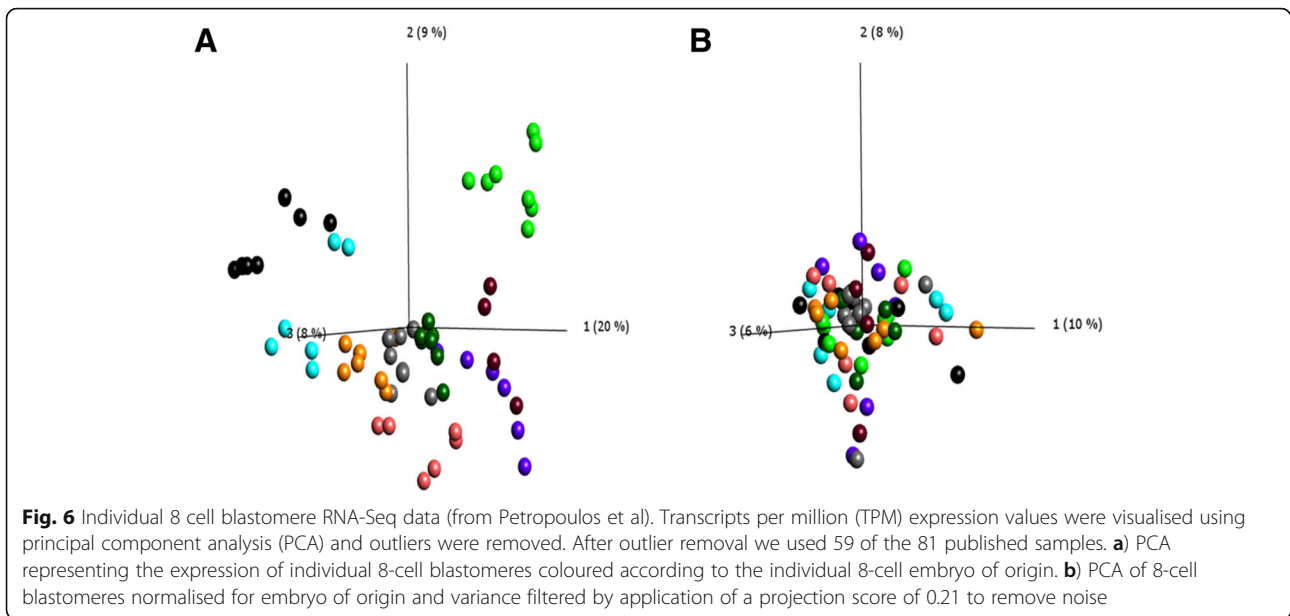 A
2 (9 %)
3 (8 %)
1 (20 %)
B
2 (8 %)
3 (6 %)
1 (10 %)
Fig. 6 Individual 8 cell blastomere RNA-Seq data (from Petropoulos et al). Transcripts per million (TPM) expression values were visualised using
principal component analysis (PCA) and outliers were removed. After outlier removal we used 59 of the 81 published samples. a) PCA
representing the expression of individual 8-cell blastomeres coloured according to the individual 8-cell embryo of origin. b) PCA of 8-cell
blastomeres normalised for embryo of origin and variance filtered by application of a projection score of 0.21 to remove noise